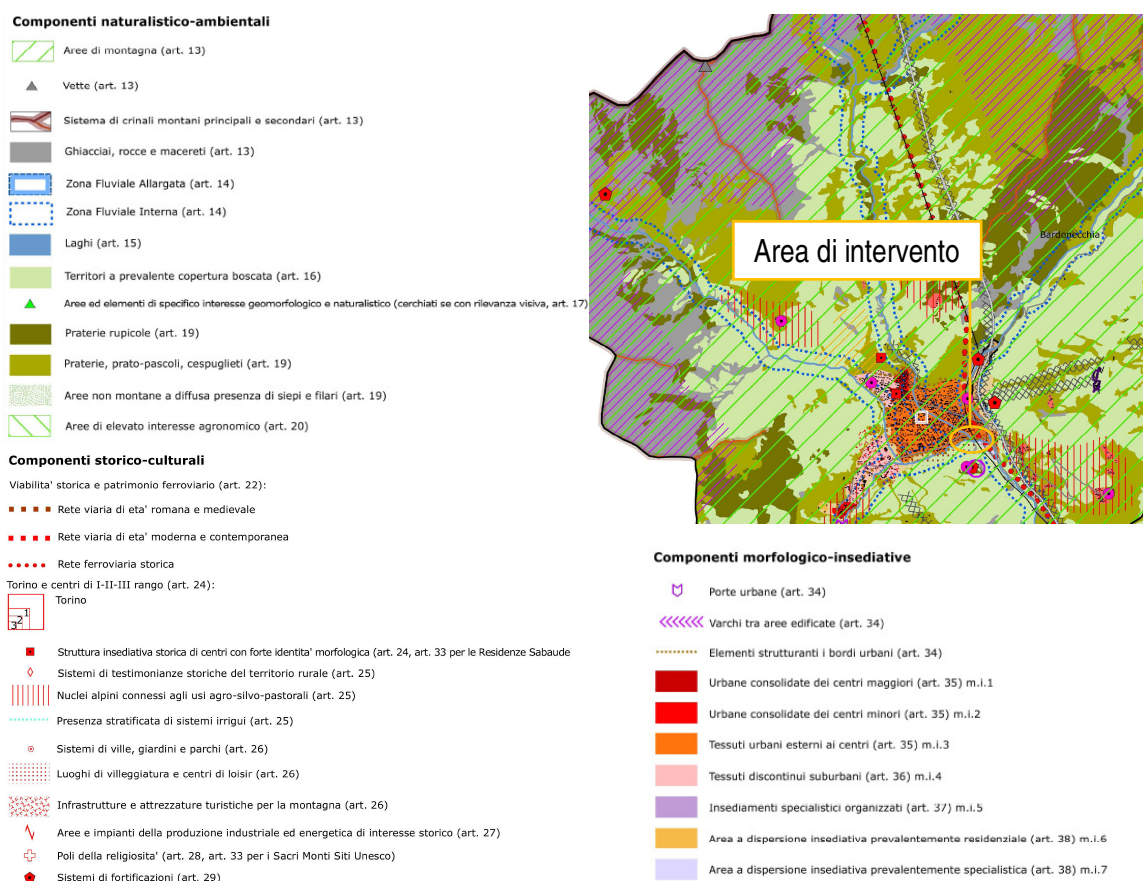 Componenti naturalistico-ambientali
Aree di montagna (art. 13)
Vette (art. 13)
Sistema di crinali montani principali e secondari (art. 13)
Ghiacciai, rocce e macereti (art. 13)
Zona Fluviale Allargata (art. 14)
Zona Fluviale Interna (art. 14)
Laghi (art. 15)
Territori a prevalente copertura boscata (art. 16)
Aree ed elementi di specifico interesse geomorfologico e naturalistico (cerchiati se con rilevanza visiva, art. 17)
Praterie rupicole (art. 19)
Praterie, prato-pascoli, cespuglieti (art. 19)
Aree non montane a diffusa presenza di siepi e filari (art. 19)
Aree di elevato interesse agronomico (art. 20)
Componenti storico-culturali
Viabilita' storica e patrimonio ferroviario (art. 22):
Rete viaria di eta' romana e medievale
Rete viaria di eta' moderna e contemporanea
Rete ferroviaria storica
Torino e centri di I-II-III rango (art. 24):
Torino
1
2
3
Struttura insediativa storica di centri con forte identita' morfologica (art. 24, art. 33 per le Residenze Sabaude
Sistemi di testimonianze storiche del territorio rurale (art. 25)
Nuclei alpini connessi agli usi agro-silvo-pastorali (art. 25)
Presenza stratificata di sistemi irrigui (art. 25)
Sistemi di ville, giardini e parchi (art. 26)
Luoghi di villeggiatura e centri di loisir (art. 26)
Infrastrutture e attrezzature turistiche per la montagna (art. 26)
Aree e impianti della produzione industriale ed energetica di interesse storico (art. 27)
Poli della religiosita' (art. 28, art. 33 per i Sacri Monti Siti Unesco)
Sistemi di fortificazioni (art. 29)
Bardonecchia
Area di intervento
Componenti morfologico-insediative
Porte urbane (art. 34)
Varchi tra aree edificate (art. 34)
Elementi strutturanti i bordi urbani (art. 34)
Urbane consolidate dei centri maggiori (art. 35) m.i.1
Urbane consolidate dei centri minori (art. 35) m.i.2
Tessuti urbani esterni ai centri (art. 35) m.i.3
Tessuti discontinui suburbani (art. 36) m.i.4
Insediamenti specialistici organizzati (art. 37) m.i.5
Area a dispersione insediativa prevalentemente residenziale (art. 38) m.i.6
Area a dispersione insediativa prevalentemente specialistica (art. 38) m.i.7